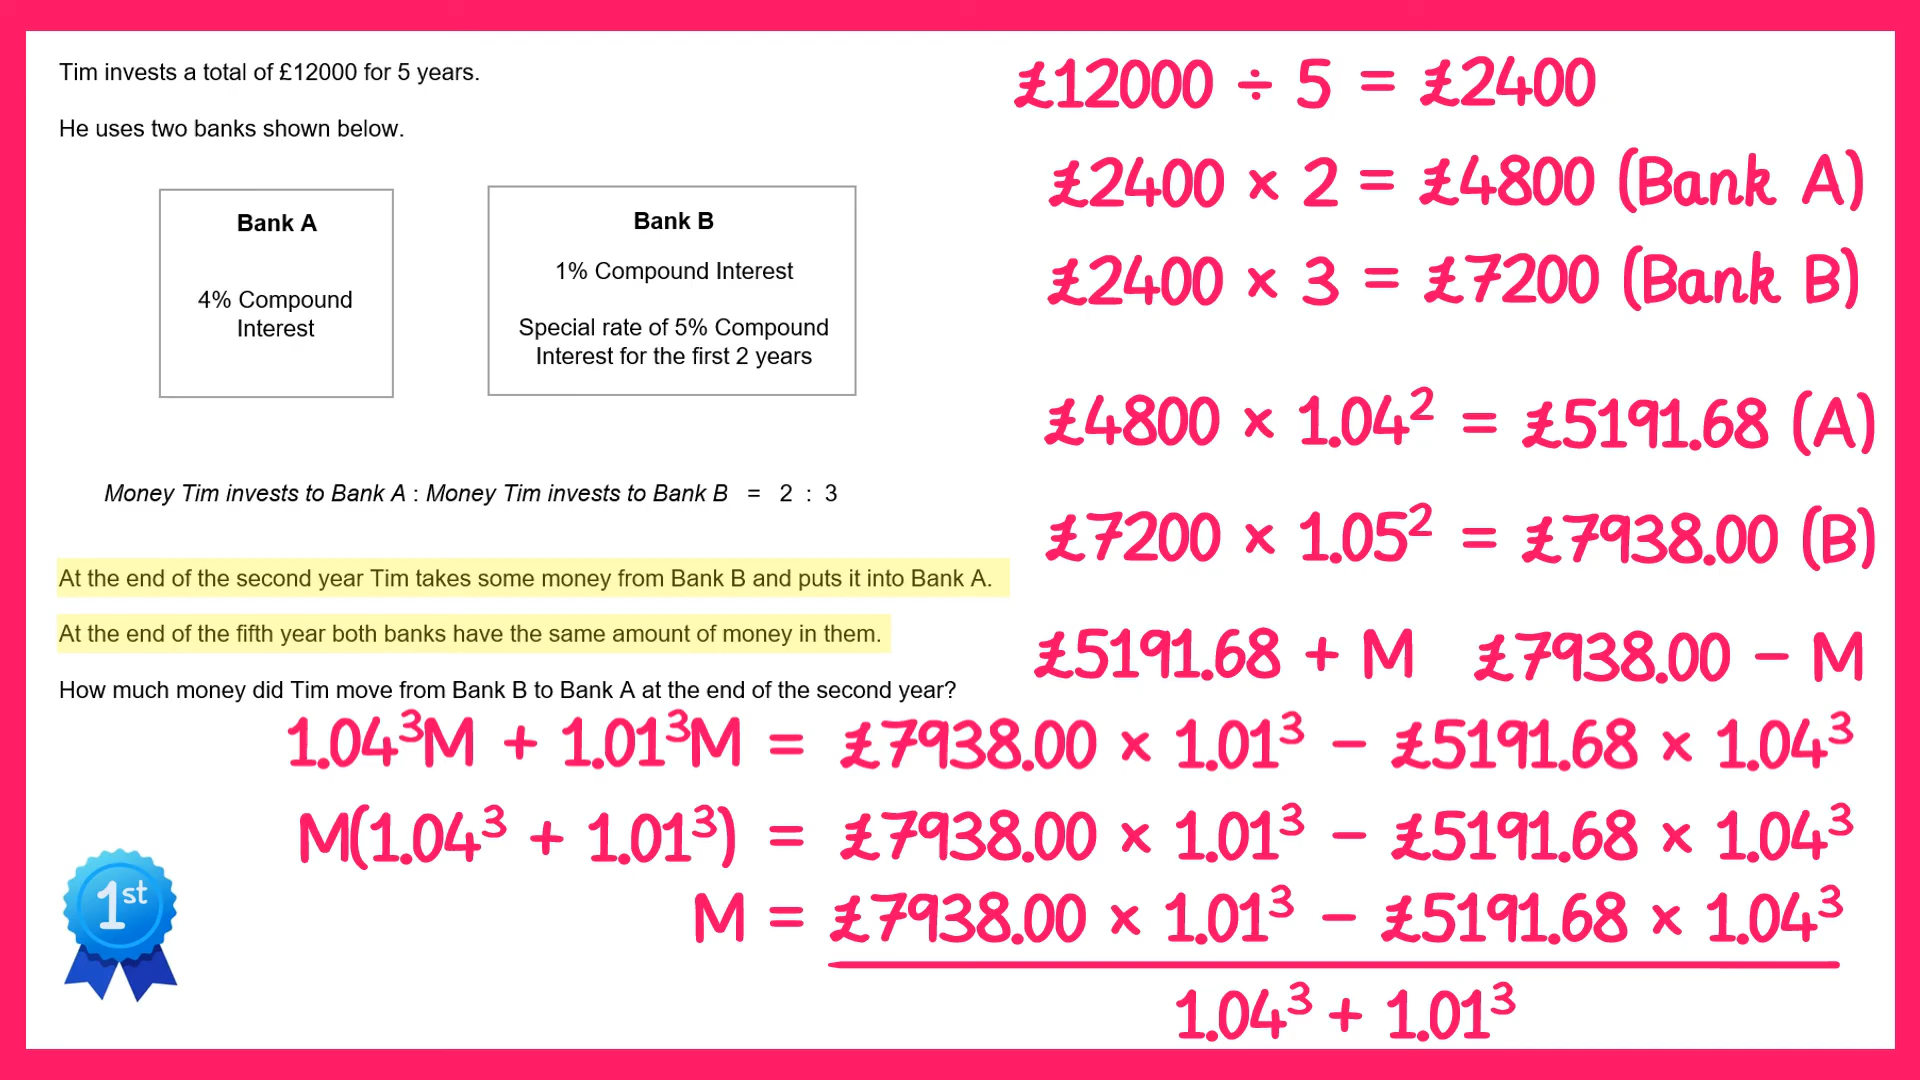 Tim invests a total of £12000 for 5 years.
He uses two banks shown below.
Bank A
4% Compound
Interest
Bank B
1% Compound Interest
Special rate of 5% Compound
Interest for the first 2 years
Money Tim invests to Bank A : Money Tim invests to Bank B = 2 : 3
At the end of the second year Tim takes some money from Bank B and puts it into Bank A.
At the end of the fifth year both banks have the same amount of money in them.
How much money did Tim move from Bank B to Bank A at the end of the second year?
£12000 ÷ 5 = £2400
£2400 × 2 = £4800 (Bank A)
£2400 × 3 = £7200 (Bank B)
£4800 × 1.04² = £5191.68 (A)
£7200 × 1.05² = £7938.00 (B)
£5191.68 + M £7938.00 − M
1.04³M + 1.01³M = £7938.00 × 1.01³ − £5191.68 × 1.04³
M(1.04³ + 1.01³) = £7938.00 × 1.01³ − £5191.68 × 1.04³
M = £7938.00 × 1.01³ − £5191.68 × 1.04³
1.04³ + 1.01³
1st